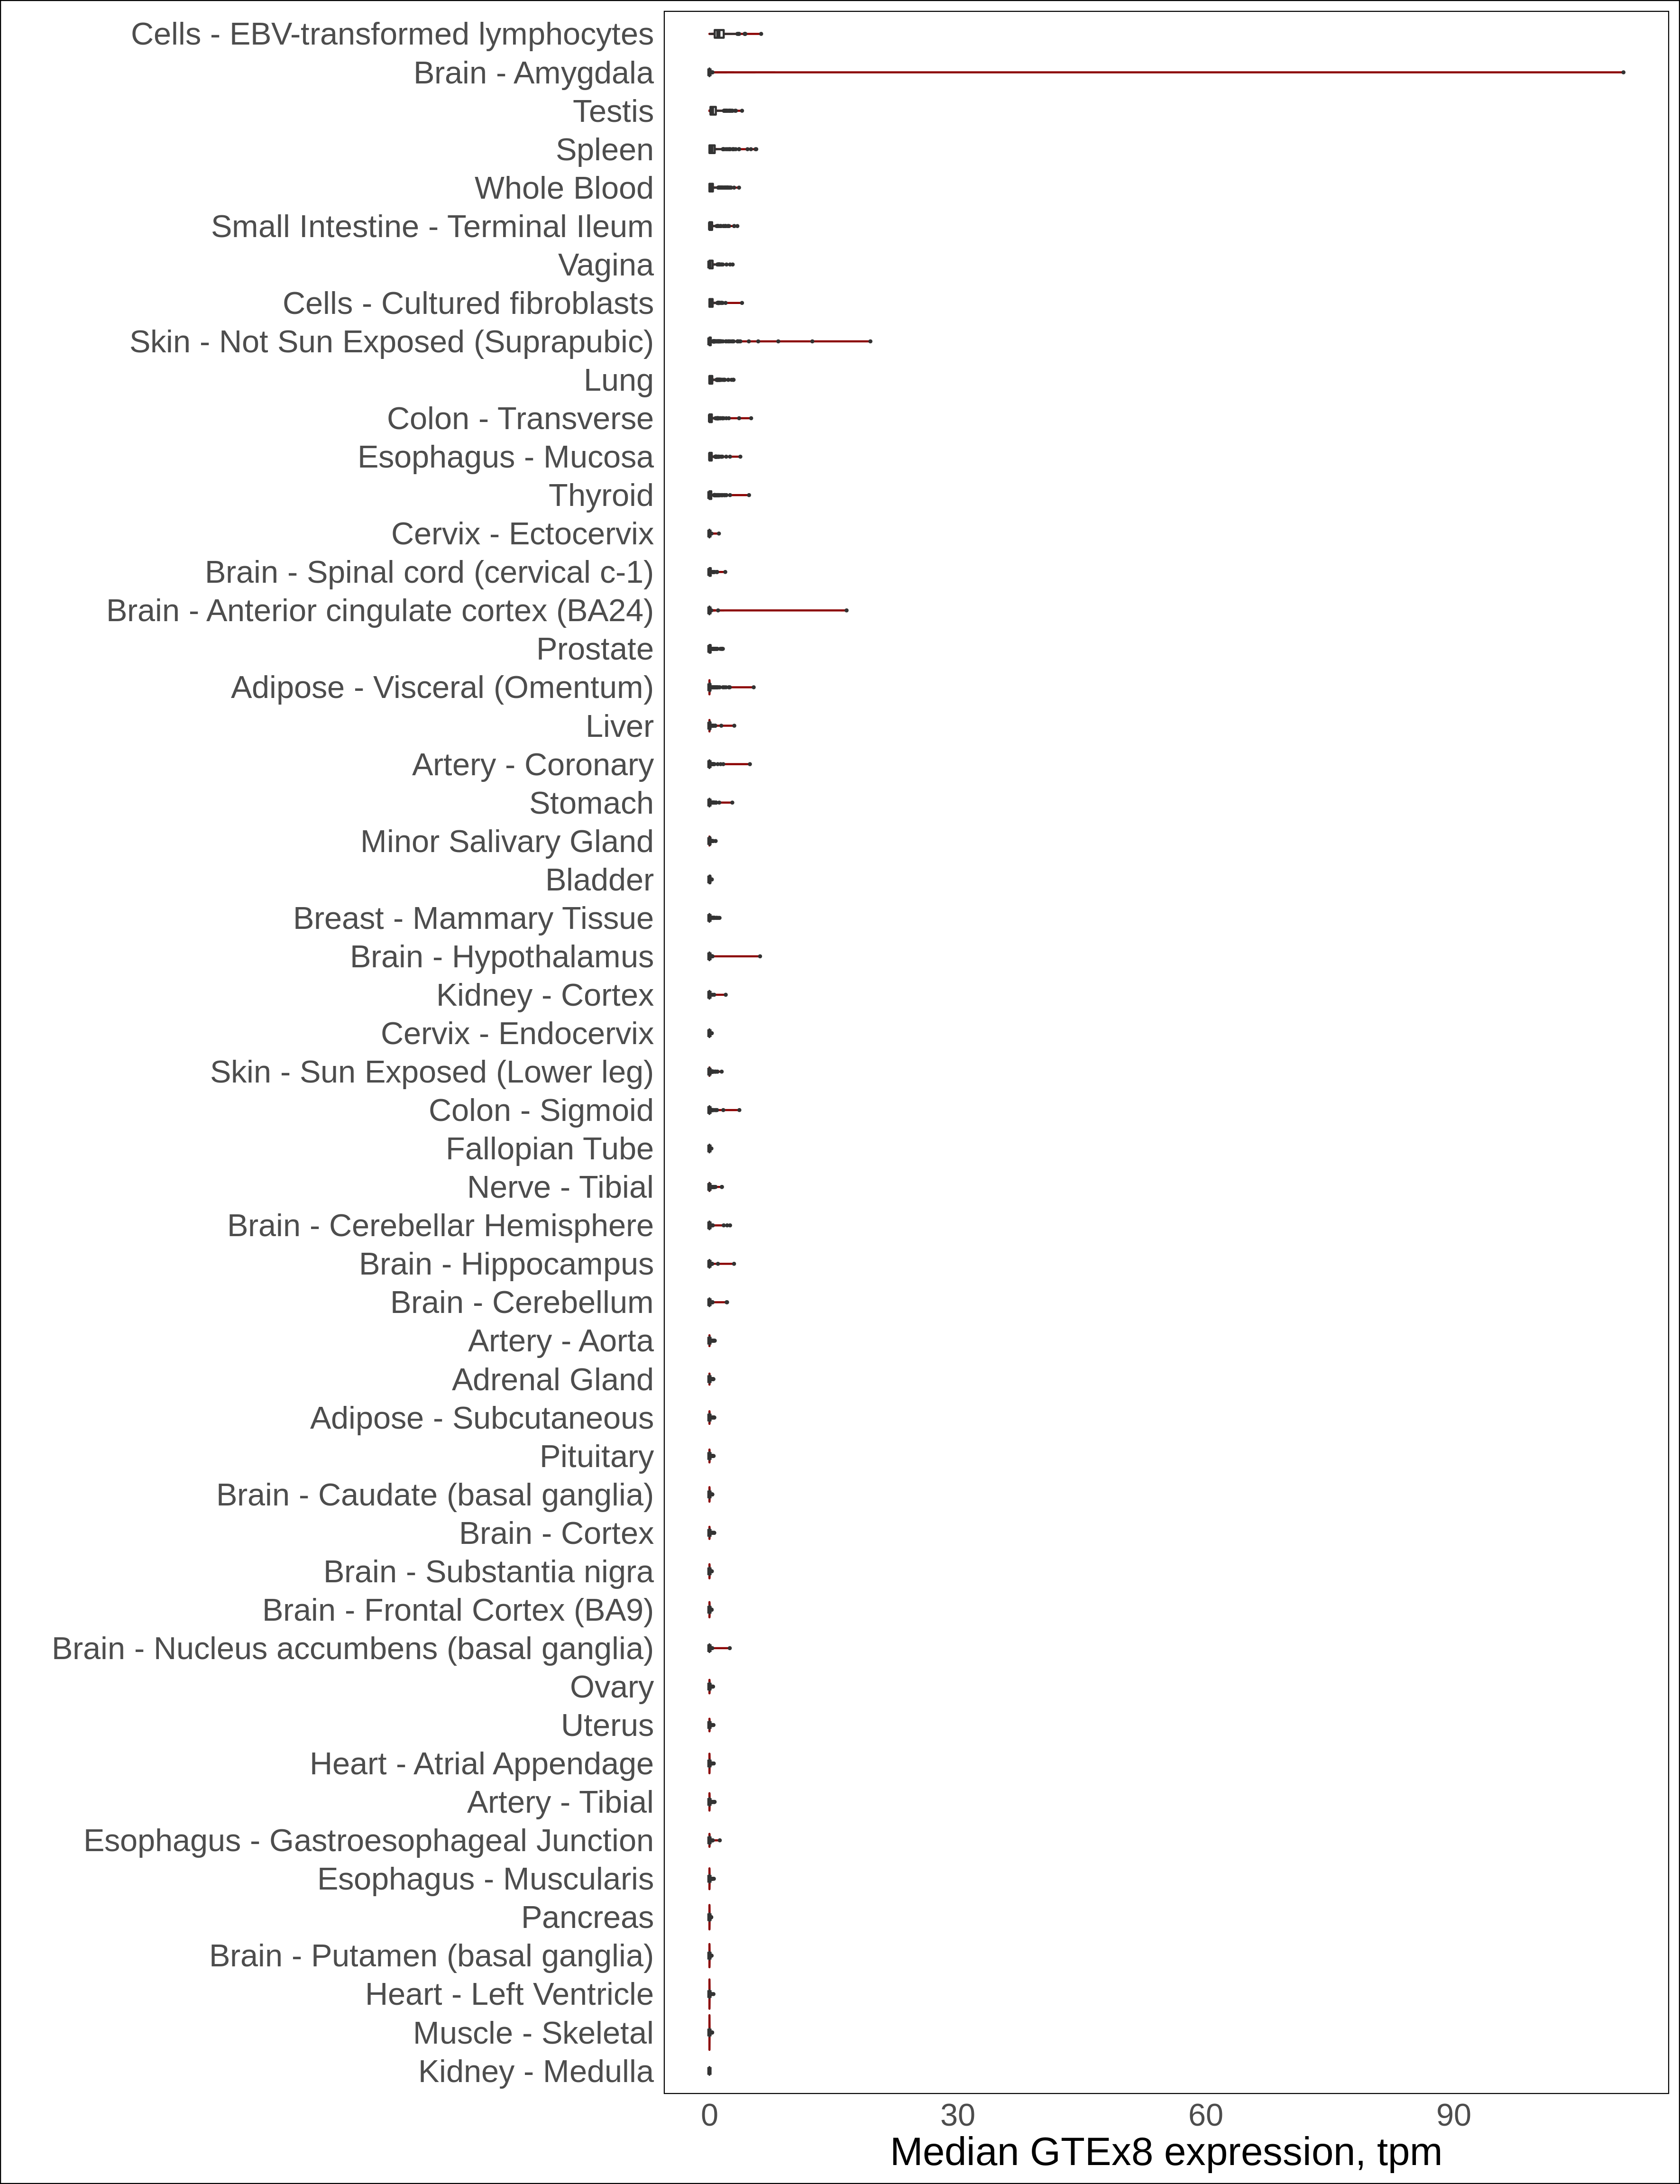 Cells - EBV-transformed lymphocytes
Brain - Amygdala
Testis
Spleen
Whole Blood
Small Intestine - Terminal Ileum
Vagina
Cells - Cultured fibroblasts
Skin - Not Sun Exposed (Suprapubic)
Lung
Colon - Transverse
Esophagus - Mucosa
Thyroid
Cervix - Ectocervix
Brain - Spinal cord (cervical c-1)
Brain - Anterior cingulate cortex (BA24)
Prostate
Adipose - Visceral (Omentum)
Liver
Artery - Coronary
Stomach
Minor Salivary Gland
Bladder
Breast - Mammary Tissue
Brain - Hypothalamus
Kidney - Cortex
Cervix - Endocervix
Skin - Sun Exposed (Lower leg)
Colon - Sigmoid
Fallopian Tube
Nerve - Tibial
Brain - Cerebellar Hemisphere
Brain - Hippocampus
Brain - Cerebellum
Artery - Aorta
Adrenal Gland
Adipose - Subcutaneous
Pituitary
Brain - Caudate (basal ganglia)
Brain - Cortex
Brain - Substantia nigra
Brain - Frontal Cortex (BA9)
Brain - Nucleus accumbens (basal ganglia)
Ovary
Uterus
Heart - Atrial Appendage
Artery - Tibial
Esophagus - Gastroesophageal Junction
Esophagus - Muscularis
Pancreas
Brain - Putamen (basal ganglia)
Heart - Left Ventricle
Muscle - Skeletal
Kidney - Medulla
0 30 60 90
Median GTEx8 expression, tpm